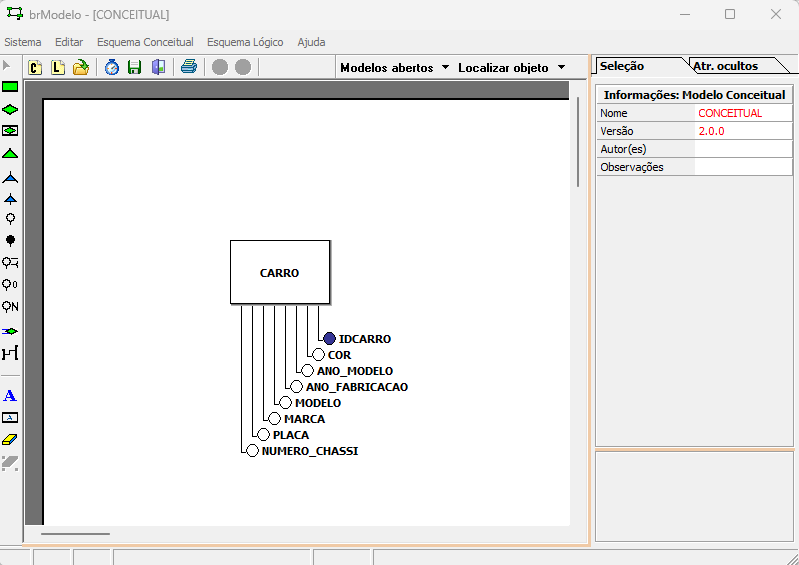 brModelo - [CONCEITUAL]
Sistema Editar Esquema Conceitual Esquema Lógico Ajuda
C L Modelos abertos Localizar objeto
Seleção Atr. ocultos
Informações: Modelo Conceitual
Nome CONCEITUAL
Versão 2.0.0
Autor(es)
Observações
0
N
A
A
CARRO
IDCARRO
COR
ANO_MODELO
ANO_FABRICACAO
MODELO
MARCA
PLACA
NUMERO_CHASSI